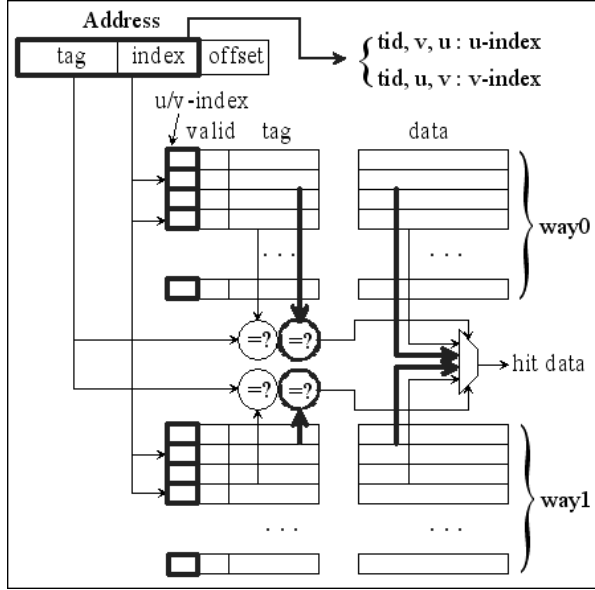 Address
tag index offset
tid, v, u : u-index
tid, u, v : v-index
u/v-index
valid tag data
way0
. . . . . .
=? =?
hit data
=? =?
way1
. . . . . .